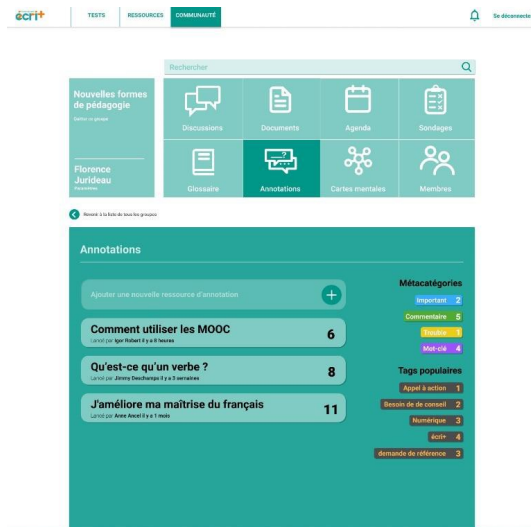 écrit+
TESTS
RESSOURCES
COMMUNAUTÉ
Se déconnecte
Rechercher
Nouvelles formes
de pédagogie
Florence
Jurideau
Discussions
Documents
Agenda
Sondages
Glossaire
Annotations
Cartes mentales
Membres
Revenir à la liste de tous les groupes
Annotations
Ajouter une nouvelle ressource d'annotation
Comment utiliser les MOOC
Lancé par Igor Robert il y a 8 heures
6
Qu'est-ce qu'un verbe ?
Lancé par Jimmy Deschamps il y a 3 semaines
8
J'améliore ma maîtrise du français
Lancé par Anne Ancel il y a 1 mois
11
Métacatégories
Important 2
Commentaire 5
Trouble 1
Mot-clé 4
Tags populaires
Appel à action 1
Besoin de de conseil 2
Numérique 3
écri+ 4
demande de référence 3